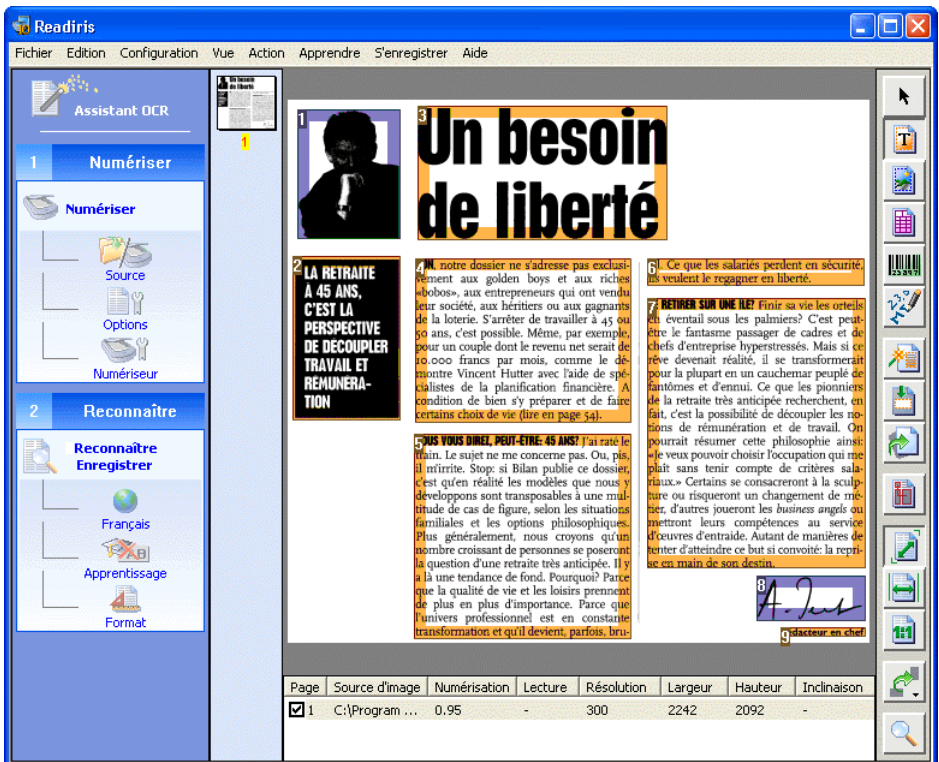 Readiris
Fichier Edition Configuration Vue Action Apprendre S'enregistrer Aide
Assistant OCR
1 Numériser
Numériser
Source
Options
Numériseur
2 Reconnaître
Reconnaître
Enregistrer
Français
Apprentissage
Format
1
1
3
Un besoin
de liberté
2
LA RETRAITE
À 45 ANS,
C'EST LA
PERSPECTIVE
DE DÉCOUPLER
TRAVAIL ET
RÉMUNÉRA-
TION
4
N, notre dossier ne s'adresse pas exclusi-
vement aux golden boys et aux riches
«bobos», aux entrepreneurs qui ont vendu
leur société, aux héritiers ou aux gagnants
de la loterie. S'arrêter de travailler à 45 ou
50 ans, c'est possible. Même, par exemple,
pour un couple dont le revenu net serait de
10.000 francs par mois, comme le dé-
montre Vincent Hutter avec l'aide de spé-
cialistes de la planification financière. A
condition de bien s'y préparer et de faire
certains choix de vie (lire en page 54).
5
OUS VOUS DIREZ, PEUT-ÊTRE: 45 ANS? J'ai raté le
train. Le sujet ne me concerne pas. Ou, pis,
il m'irrite. Stop: si Bilan publie ce dossier,
c'est qu'en réalité les modèles que nous y
développons sont transposables à une mul-
titude de cas de figure, selon les situations
familiales et les options philosophiques.
Plus généralement, nous croyons qu'un
nombre croissant de personnes se poseront
la question d'une retraite très anticipée. Il y
a là une tendance de fond. Pourquoi? Parce
que la qualité de vie et les loisirs prennent
de plus en plus d'importance. Parce que
l'univers professionnel est en constante
transformation et qu'il devient, parfois, bru-
6
l. Ce que les salariés perdent en sécurité,
ils veulent le regagner en liberté.
7
RETIRER SUR UNE ÎLE? Finir sa vie les orteils
en éventail sous les palmiers? C'est peut-
être le fantasme passager de cadres et de
chefs d'entreprise hyperstressés. Mais si ce
rêve devenait réalité, il se transformerait
pour la plupart en un cauchemar peuplé de
fantômes et d'ennui. Ce que les pionniers
de la retraite très anticipée recherchent, en
fait, c'est la possibilité de découpler les no-
tions de rémunération et de travail. On
pourrait résumer cette philosophie ainsi:
«Je veux pouvoir choisir l'occupation qui me
plaît sans tenir compte de critères sala-
riaux.» Certains se consacreront à la sculp-
ture ou risqueront un changement de mé-
tier, d'autres joueront les business angels ou
mettront leurs compétences au service
d'œuvres d'entraide. Autant de manières de
tenter d'atteindre ce but si convoité: la repri-
se en main de son destin.
8
9
rédacteur en chef
Page Source d'image Numérisation Lecture Résolution Largeur Hauteur Inclinaison
1 C:\Program ... 0.95 - 300 2242 2092 -
T
23 897
1:1